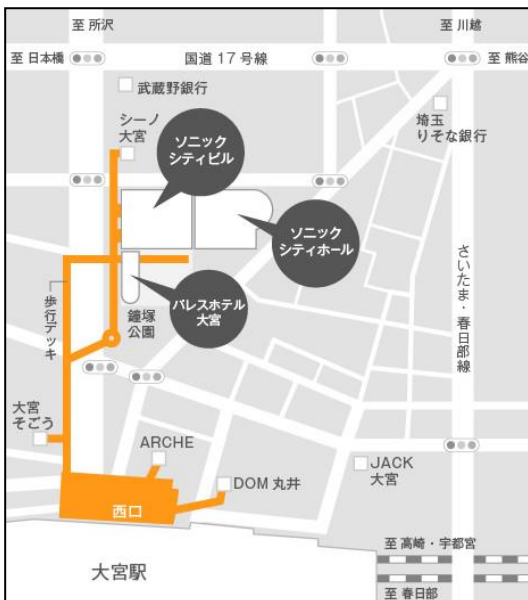 至 所沢
至 川越
至 日本橋
国道 17 号線
至 熊谷
武蔵野銀行
シーノ
大宮
ソニック
シティビル
埼玉
りそな銀行
ソニック
シティホール
さいたま・春日部線
歩行デッキ
鐘塚
公園
パレスホテル
大宮
大宮
そごう
ARCHE
DOM 丸井
JACK
大宮
西口
至 高崎・宇都宮
大宮駅
至 春日部